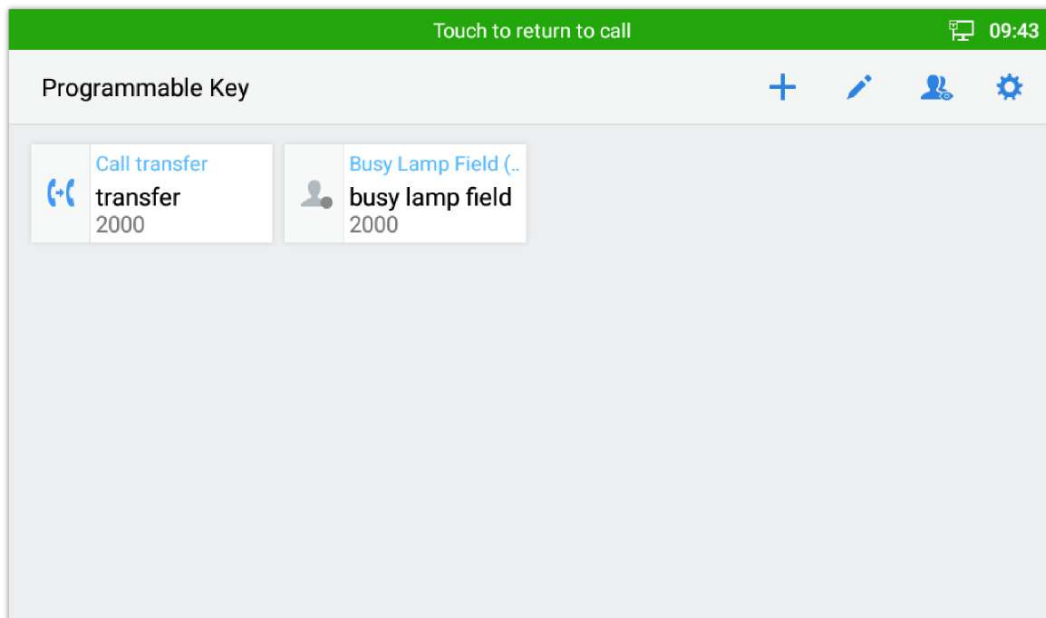 Touch to return to call
09:43
Programmable Key
Call transfer
transfer
2000
Busy Lamp Field (..
busy lamp field
2000